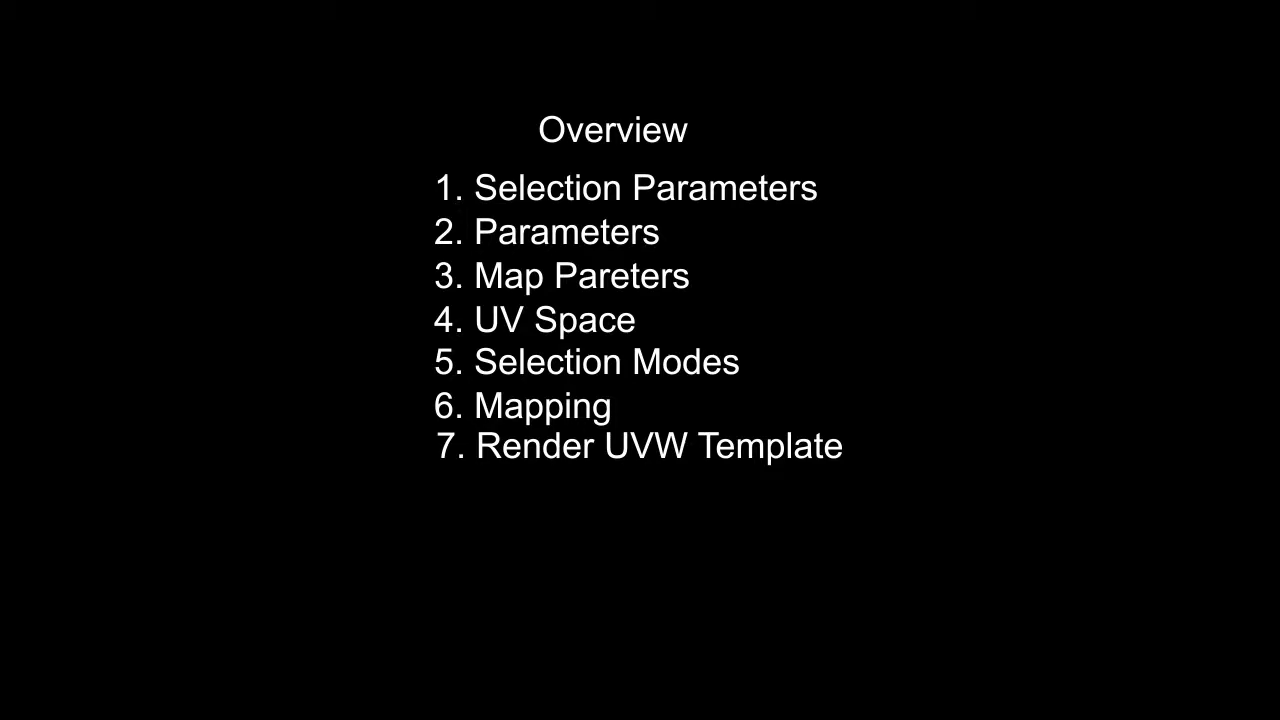 Overview
1. Selection Parameters
2. Parameters
3. Map Pareters
4. UV Space
5. Selection Modes
6. Mapping
7. Render UVW Template